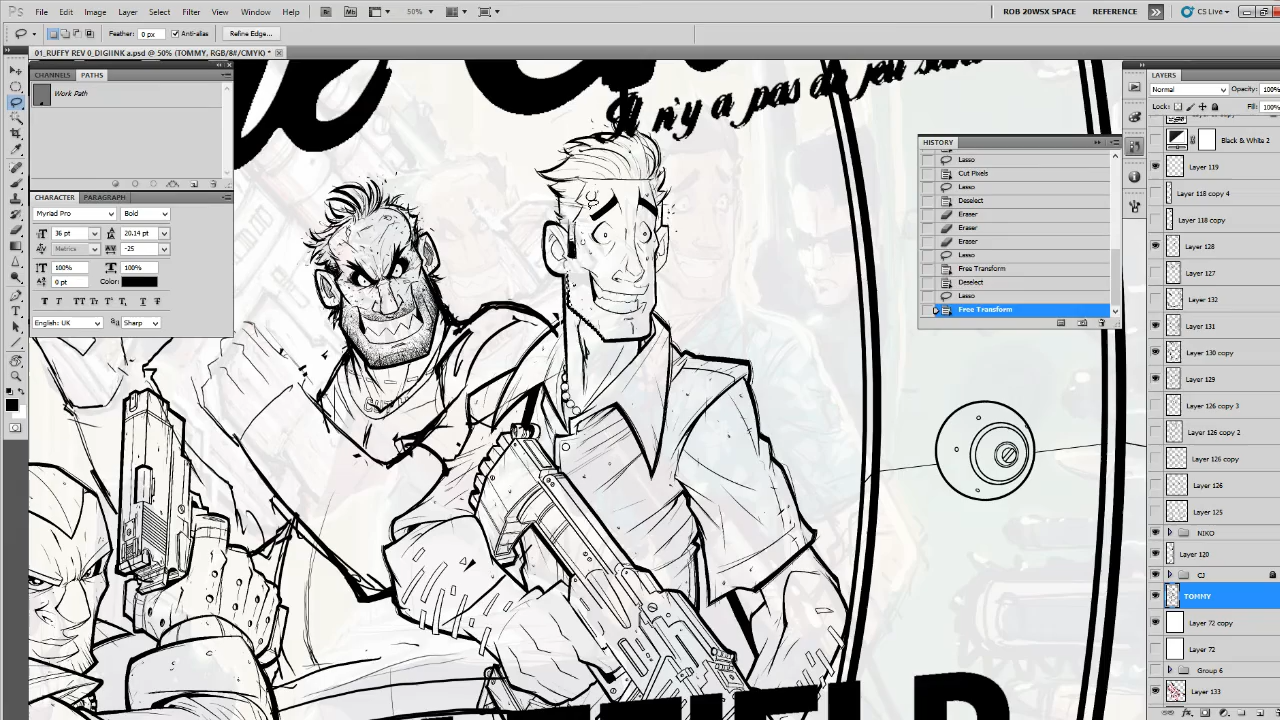 Ps File Edit Image Layer Select Filter View Window Help Br Mb 50% ROB 20WSX SPACE REFERENCE CS Live
Feather: 0 px Anti-alias Refine Edge...
01_RUFFY REV 0_DIGIINK a.psd @ 50% (TOMMY, RGB/8#/CMYK) *
CHANNELS PATHS
Work Path
CHARACTER PARAGRAPH
Myriad Pro Bold
36 pt 20,14 pt
Metrics -25
100% 100%
0 pt Color:
English: UK Sharp
Il n'y a pas de jeu sans
HISTORY
Lasso
Cut Pixels
Lasso
Deselect
Eraser
Eraser
Eraser
Lasso
Free Transform
Deselect
Lasso
Free Transform
LAYERS
Normal Opacity: 100%
Lock: Fill: 100%
Black & White 2
Layer 119
Layer 118 copy 4
Layer 118 copy
Layer 128
Layer 127
Layer 132
Layer 131
Layer 130 copy
Layer 129
Layer 126 copy 3
Layer 126 copy 2
Layer 126 copy
Layer 126
Layer 125
NIKO
Layer 120
CJ
TOMMY
Layer 72 copy
Layer 72
Group 6
Layer 133